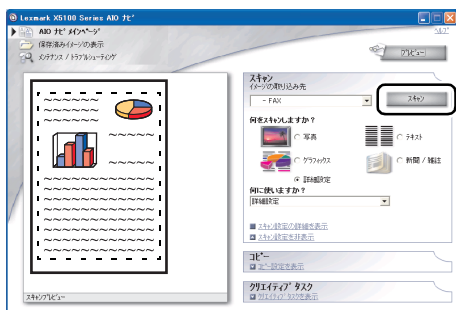 Lexmark X5100 Series AIO ナビ
AIO ナビ メインページ
ヘルプ
保存済みイメージの表示
メンテナンス / トラブルシューティング
プレビュー
スキャン
イメージの取り込み先
- FAX
スキャン
何をスキャンしますか?
写真
テキスト
グラフィックス
新聞 / 雑誌
詳細設定
何に使いますか?
詳細設定
スキャン設定の詳細を表示
スキャン設定を非表示
コピー
コピー設定を表示
クリエイティブ タスク
クリエイティブ タスクを表示
スキャンプレビュー